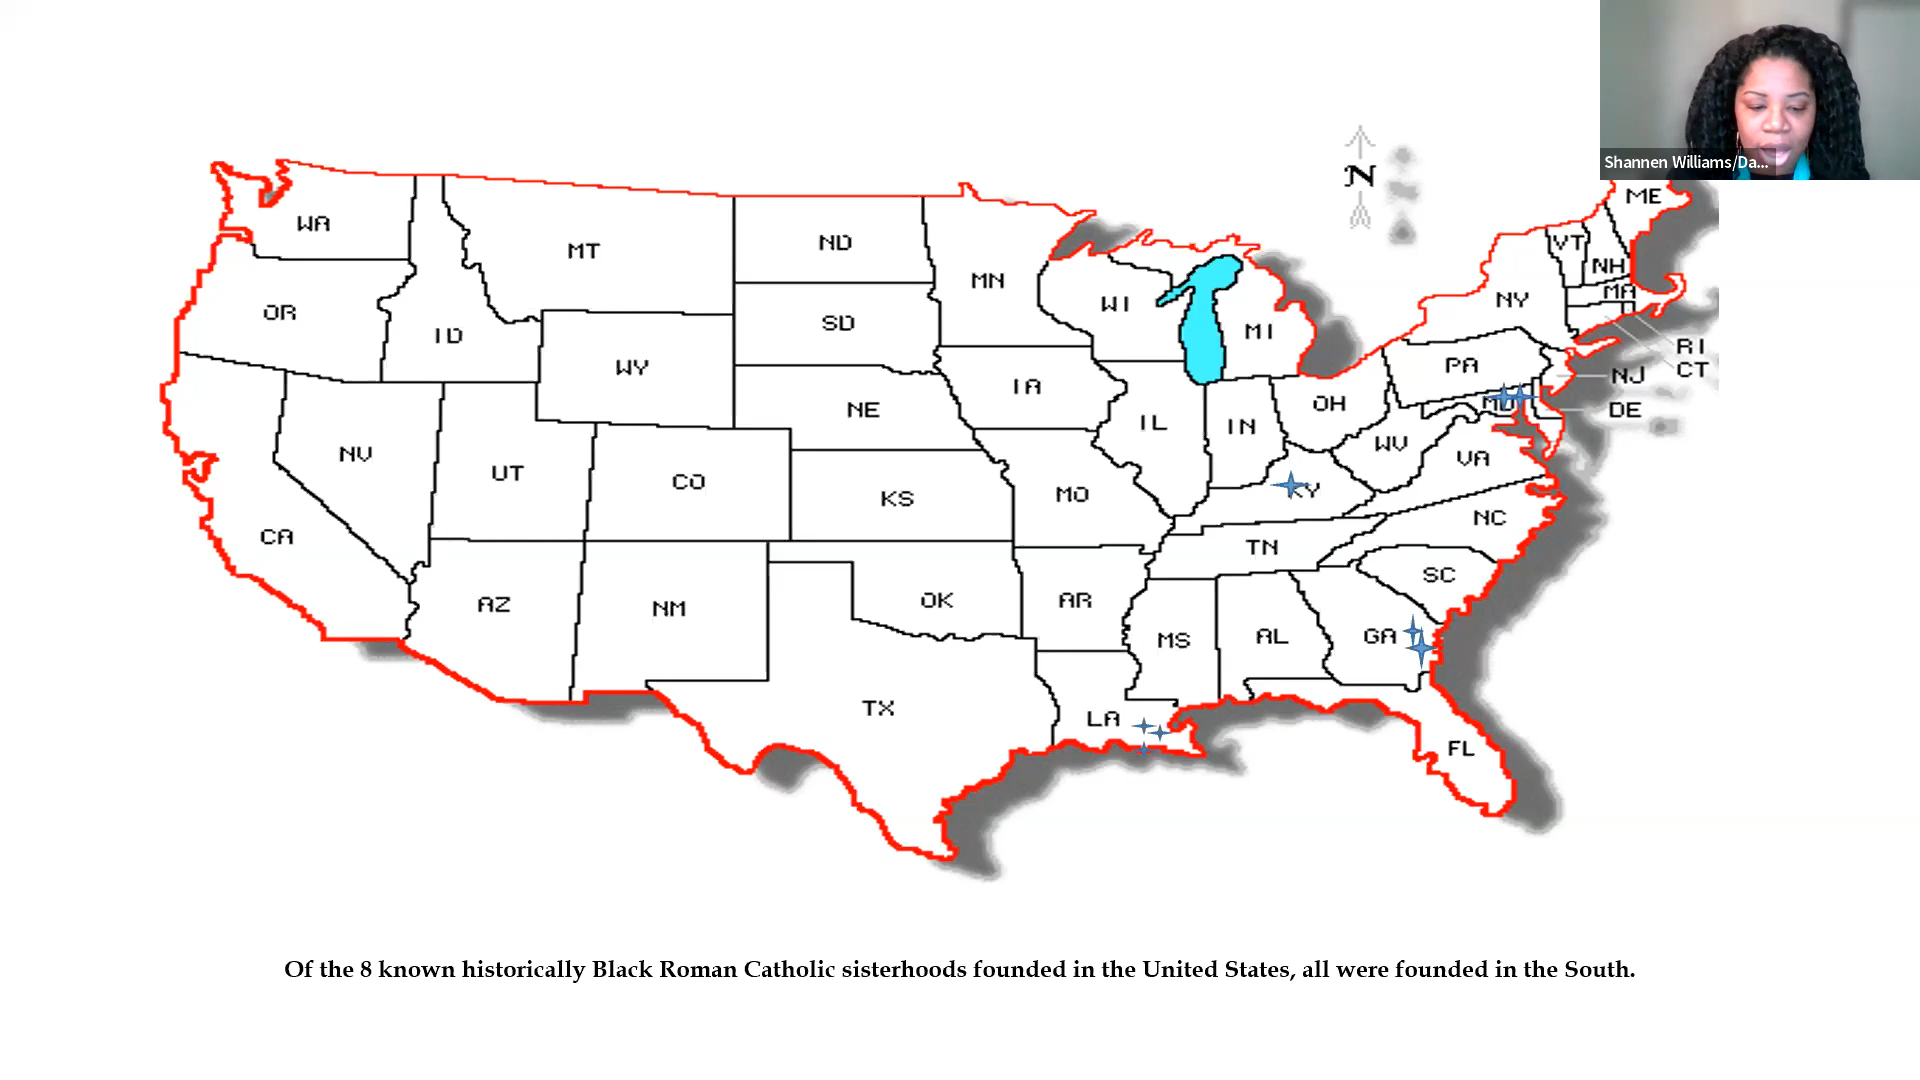 Shannen Williams/Da...
N
ME
WA
MT
ND
VT
MN
NH
MA
NY
WI
OR
SD
MI
ID
RI
PA
CT
WY
NJ
IA
NE
OH
MD
DE
IL
IN
WV
NV
VA
UT
CO
KS
MO
KY
NC
CA
TN
SC
AZ
NM
OK
AR
MS
AL
GA
TX
LA
FL
Of the 8 known historically Black Roman Catholic sisterhoods founded in the United States, all were founded in the South.